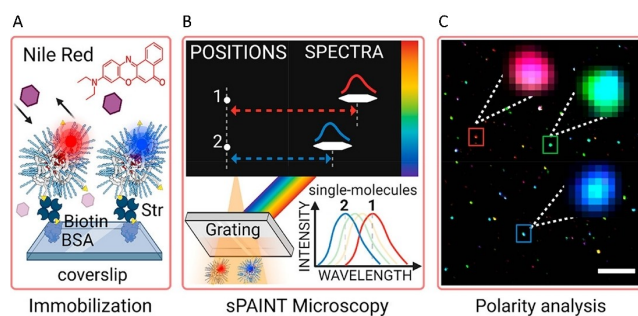 A
B
C
Nile Red
N
O
O
Str
Biotin
BSA
coverslip
Immobilization
POSITIONS
SPECTRA
1
2
Grating
single-molecules
2
1
INTENSITY
WAVELENGTH
sPAINT Microscopy
Polarity analysis